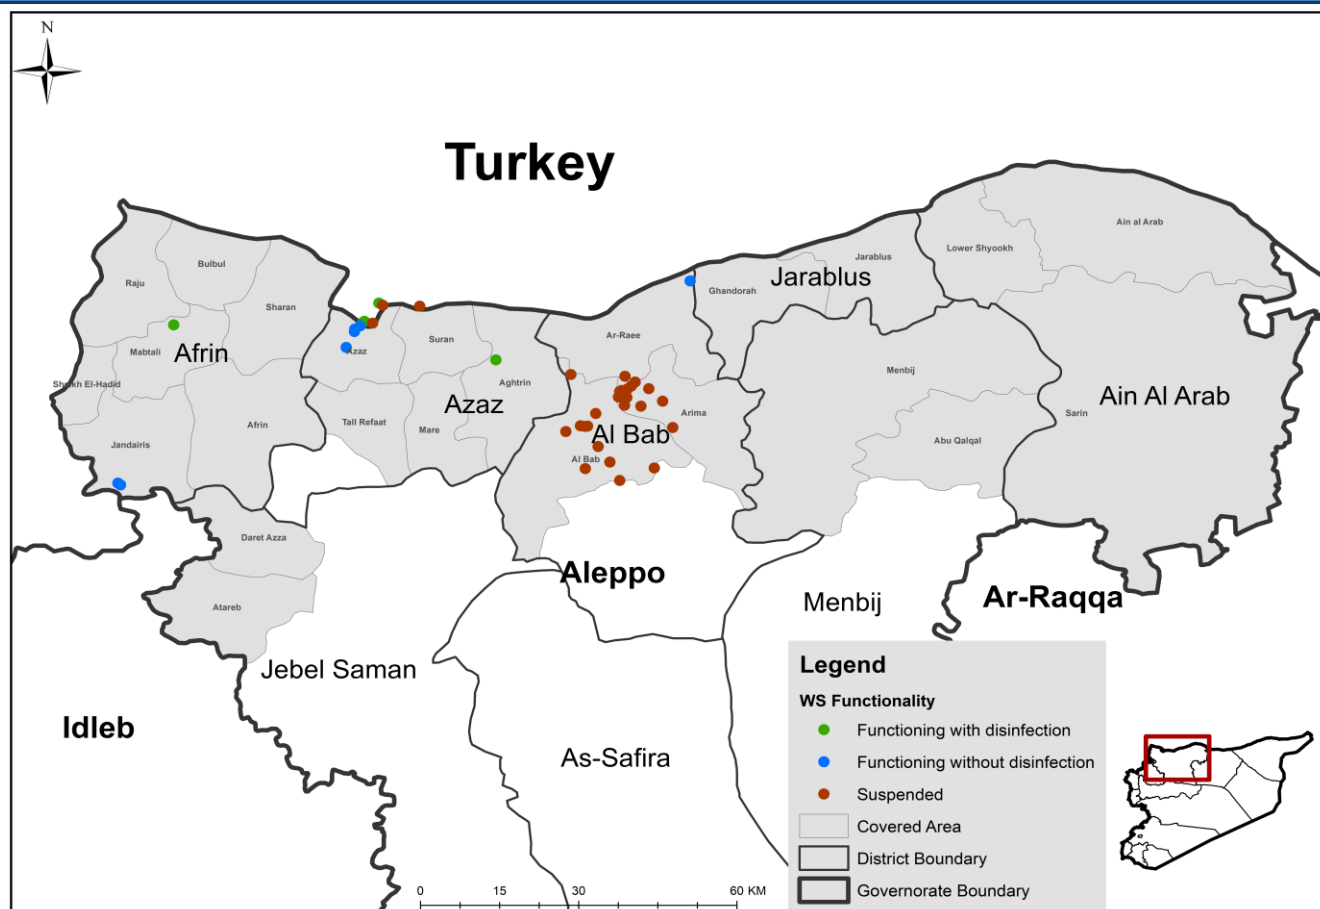 N
Turkey
Ain al Arab
Lower Shyookh
Jarablus
Bulbul
Jarablus
Raju
Ghandorah
Sharan
Ar-Raee
Suran
Azaz
Mabtali
Afrin
Menbij
Sheikh El-Hadid
Aghtrin
Ain Al Arab
Azaz
Arima
Sarin
Tall Refaat
Afrin
Mare
Al Bab
Abu Qalqal
Jandairis
Al Bab
Daret Azza
Aleppo
Ar-Raqqa
Menbij
Atareb
Jebel Saman
Idleb
As-Safira
Legend
WS Functionality
Functioning with disinfection
Functioning without disinfection
Suspended
Covered Area
District Boundary
Governorate Boundary
0 15 30 60 KM